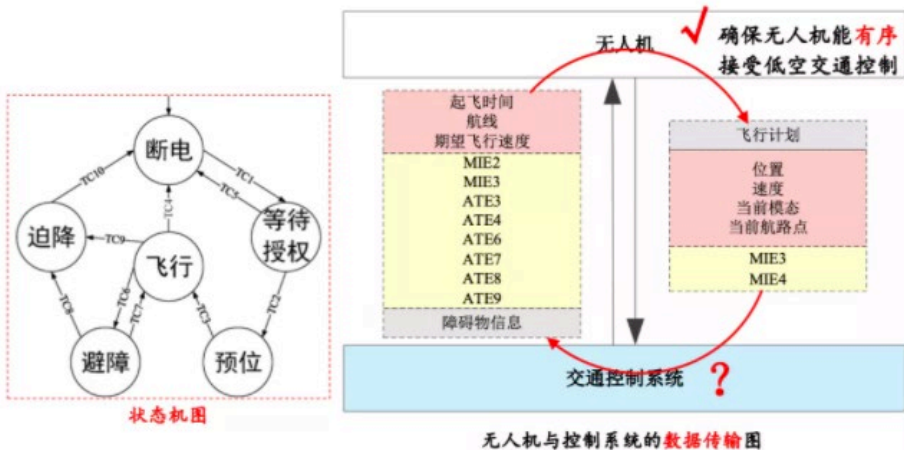 断电
TC10
TC1
TC4
TC5
迫降
TC9
飞行
等待
授权
TC6
TC7
TC8
TC3
TC2
避障
预位
状态机图
无人机
确保无人机能有序
接受低空交通控制
起飞时间
航线
期望飞行速度
MIE2
MIE3
ATE3
ATE4
ATE6
ATE7
ATE8
ATE9
障碍物信息
飞行计划
位置
速度
当前模态
当前航路点
MIE3
MIE4
交通控制系统 ?
无人机与控制系统的数据传输图